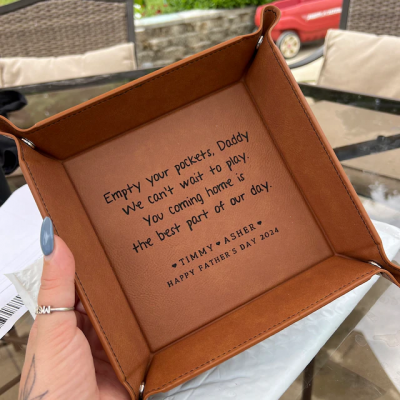 Empty your pockets, Daddy
We can't wait to play.
You coming home is
the best part of our day.
♥ TIMMY ♥ ASHER ♥
HAPPY FATHER'S DAY 2024